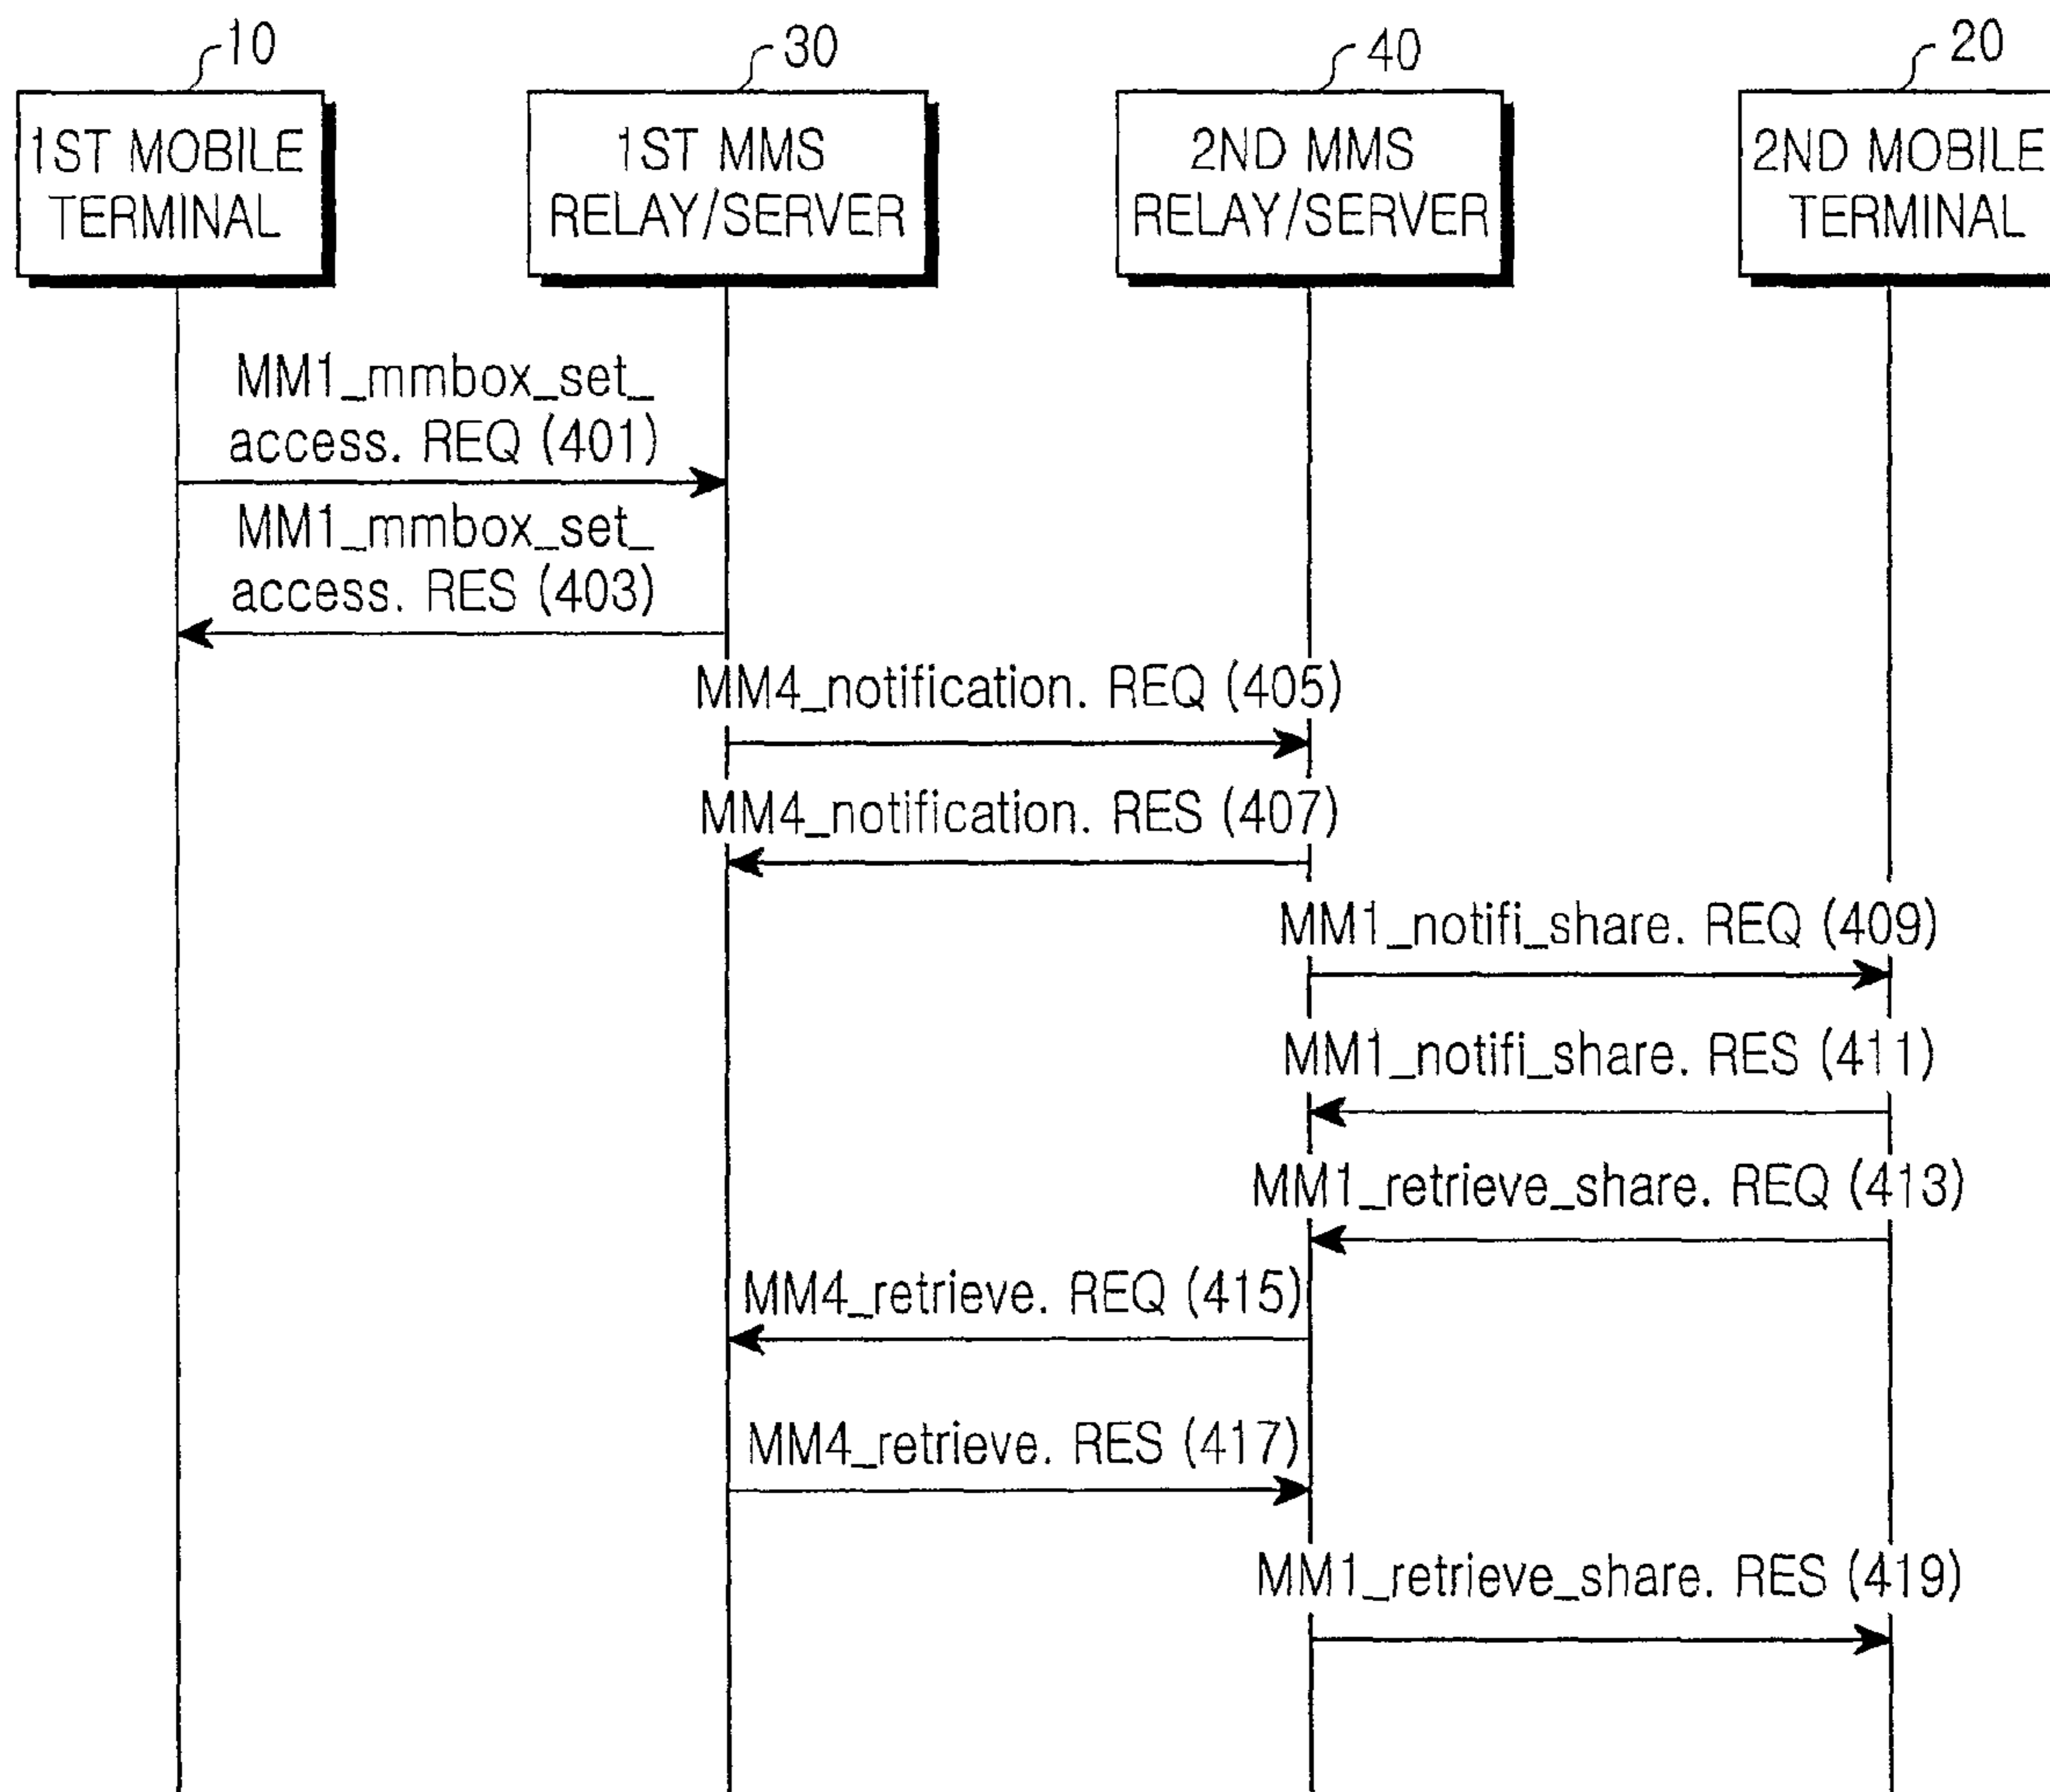 10
30
40
20
1ST MOBILE
TERMINAL
1ST MMS
RELAY/SERVER
2ND MMS
RELAY/SERVER
2ND MOBILE
TERMINAL
MM1_mmbox_set_
access. REQ (401)
MM1_mmbox_set_
access. RES (403)
MM4_notification. REQ (405)
MM4_notification. RES (407)
MM1_notifi_share. REQ (409)
MM1_notifi_share. RES (411)
MM1_retrieve_share. REQ (413)
MM4_retrieve. REQ (415)
MM4_retrieve. RES (417)
MM1_retrieve_share. RES (419)